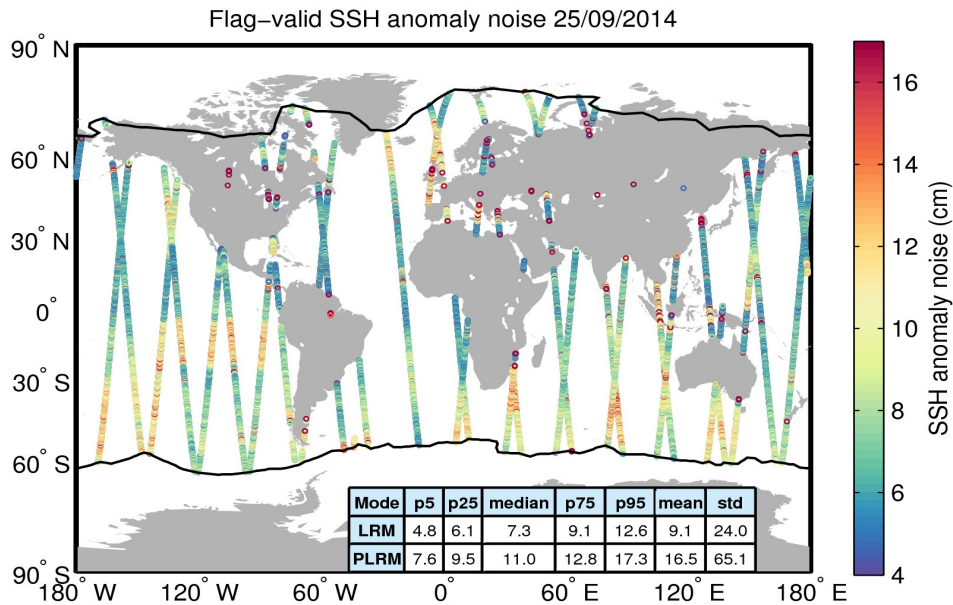 Flag−valid SSH anomaly noise 25/09/2014
90° N
60° N
30° N
0°
30° S
60° S
90° S
180° W
120° W
60° W
0°
60° E
120° E
180° E
Mode p5 p25 median p75 p95 mean std
LRM 4.8 6.1 7.3 9.1 12.6 9.1 24.0
PLRM 7.6 9.5 11.0 12.8 17.3 16.5 65.1
16
14
12
10
8
6
4
SSH anomaly noise (cm)